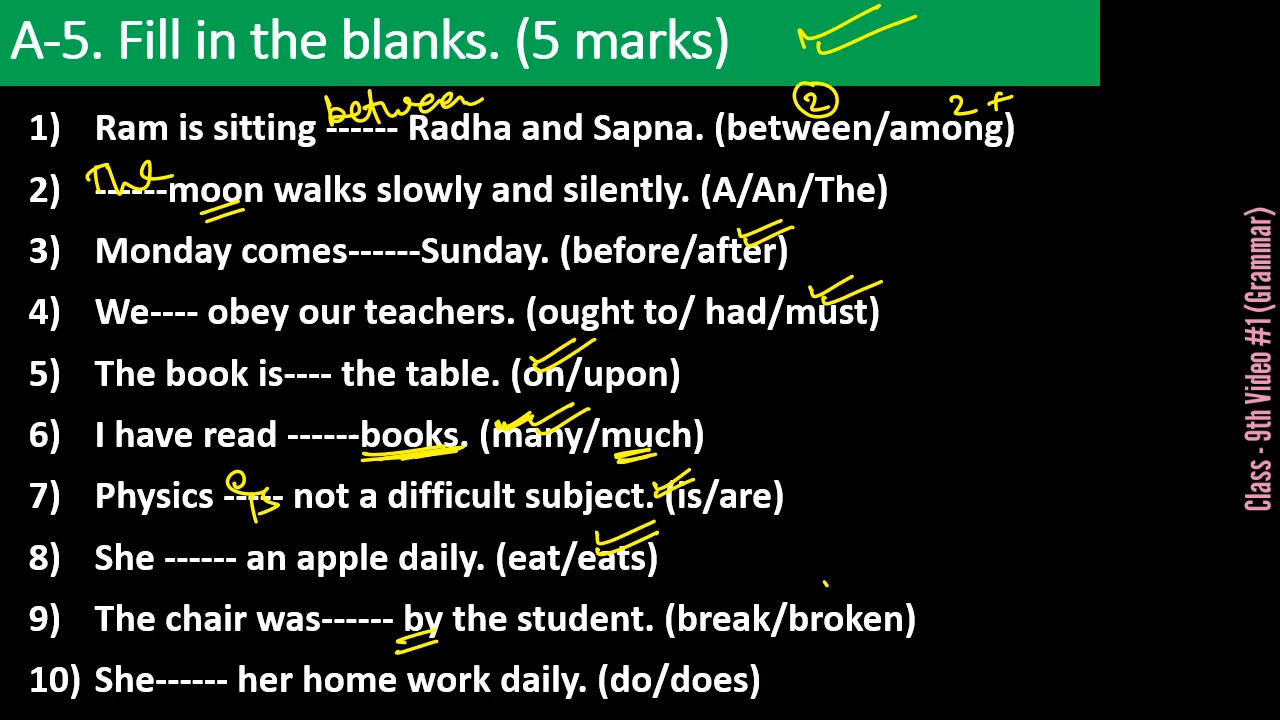 A-5. Fill in the blanks. (5 marks)
between 2 2 +
1) Ram is sitting ------ Radha and Sapna. (between/among)
The
2) ------moon walks slowly and silently. (A/An/The)
3) Monday comes------Sunday. (before/after)
4) We---- obey our teachers. (ought to/ had/must)
5) The book is---- the table. (on/upon)
6) I have read ------books. (many/much)
is
7) Physics ----- not a difficult subject. (is/are)
8) She ------ an apple daily. (eat/eats)
9) The chair was------ by the student. (break/broken)
10) She------ her home work daily. (do/does)
Class - 9th Video #1 (Grammar)